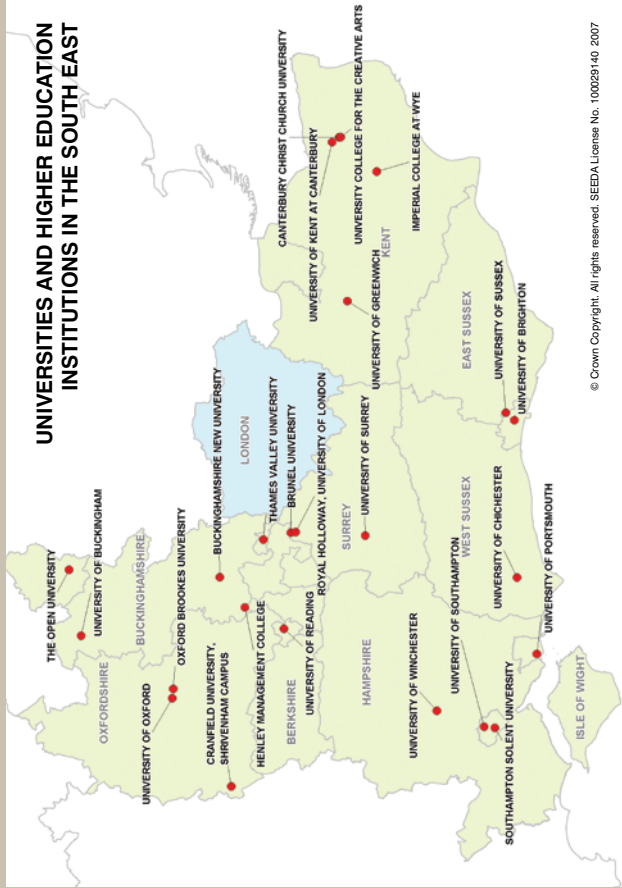 UNIVERSITIES AND HIGHER EDUCATION
INSTITUTIONS IN THE SOUTH EAST
THE OPEN UNIVERSITY
UNIVERSITY OF BUCKINGHAM
BUCKINGHAMSHIRE
OXFORDSHIRE
UNIVERSITY OF OXFORD
OXFORD BROOKES UNIVERSITY
CRANFIELD UNIVERSITY,
SHRIVENHAM CAMPUS
BUCKINGHAMSHIRE NEW UNIVERSITY
HENLEY MANAGEMENT COLLEGE
LONDON
THAMES VALLEY UNIVERSITY
BRUNEL UNIVERSITY
ROYAL HOLLOWAY, UNIVERSITY OF LONDON
BERKSHIRE
UNIVERSITY OF READING
CANTERBURY CHRIST CHURCH UNIVERSITY
UNIVERSITY OF KENT AT CANTERBURY
UNIVERSITY COLLEGE FOR THE CREATIVE ARTS
KENT
IMPERIAL COLLEGE AT WYE
UNIVERSITY OF GREENWICH
SURREY
UNIVERSITY OF SURREY
HAMPSHIRE
UNIVERSITY OF WINCHESTER
UNIVERSITY OF SOUTHAMPTON
SOUTHAMPTON SOLENT UNIVERSITY
WEST SUSSEX
EAST SUSSEX
UNIVERSITY OF CHICHESTER
UNIVERSITY OF SUSSEX
UNIVERSITY OF BRIGHTON
UNIVERSITY OF PORTSMOUTH
ISLE OF WIGHT
© Crown Copyright. All rights reserved. SEEDA License No. 100029140 2007